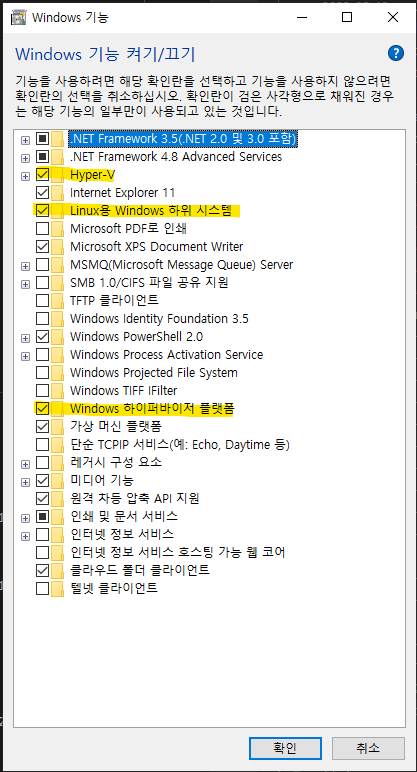 Windows 기능
Windows 기능 켜기/끄기
기능을 사용하려면 해당 확인란을 선택하고 기능을 사용하지 않으려면
확인란의 선택을 취소하십시오. 확인란이 검은 사각형으로 채워진 경우
는 해당 기능의 일부만이 사용되고 있는 것입니다.
.NET Framework 3.5(.NET 2.0 및 3.0 포함)
.NET Framework 4.8 Advanced Services
Hyper-V
Internet Explorer 11
Linux용 Windows 하위 시스템
Microsoft PDF로 인쇄
Microsoft XPS Document Writer
MSMQ(Microsoft Message Queue) Server
SMB 1.0/CIFS 파일 공유 지원
TFTP 클라이언트
Windows Identity Foundation 3.5
Windows PowerShell 2.0
Windows Process Activation Service
Windows Projected File System
Windows TIFF IFilter
Windows 하이퍼바이저 플랫폼
가상 머신 플랫폼
단순 TCPIP 서비스(예: Echo, Daytime 등)
레거시 구성 요소
미디어 기능
원격 차등 압축 API 지원
인쇄 및 문서 서비스
인터넷 정보 서비스
인터넷 정보 서비스 호스팅 가능 웹 코어
클라우드 폴더 클라이언트
텔넷 클라이언트
확인
취소